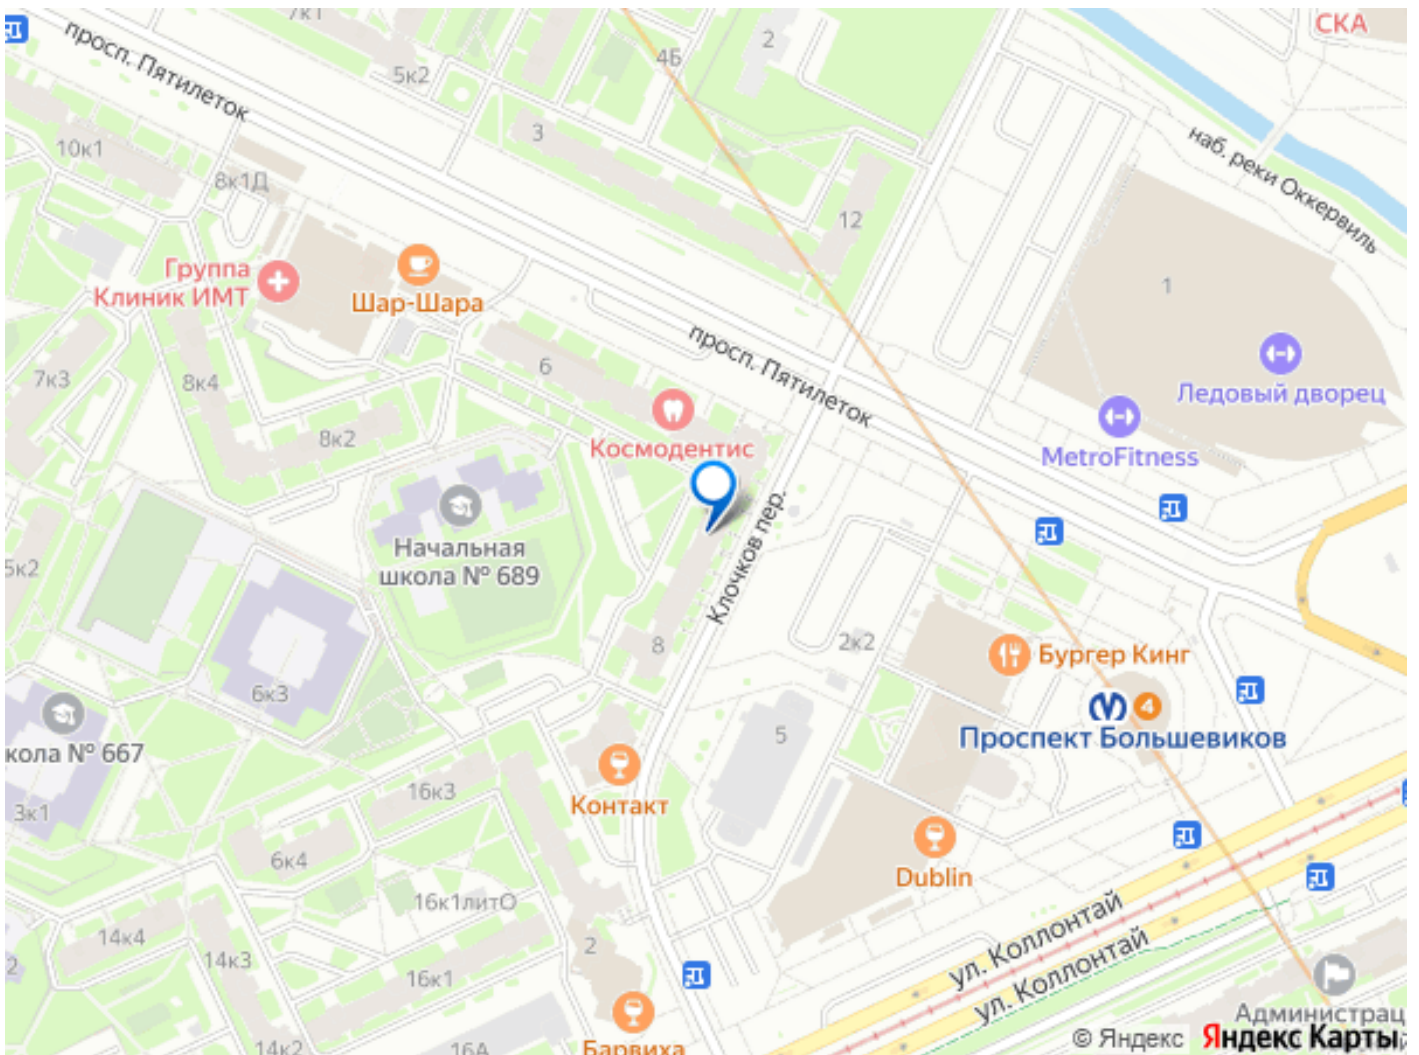 7к1
СКА
просп. Пятилеток
2
4Б
5к2
3
наб. реки Оккервиль
10к1
8к1Д
12
Группа
Клиник ИМТ
Шар-Шара
1
просп. Пятилеток
6
7к3
8к4
Ледовый дворец
8к2
Космодентис
MetroFitness
Клочков пер.
Начальная
школа № 689
5к2
8
2к2
Бургер Кинг
6к3
4
Проспект Большевиков
кола № 667
5
16к3
Контакт
3к1
6к4
Dublin
16к1литО
ул. Коллонтай
ул. Коллонтай
14к4
14к3
2
2
16к1
Администрац
14к2
16А
Барвиха
© Яндекс Яндекс Карты